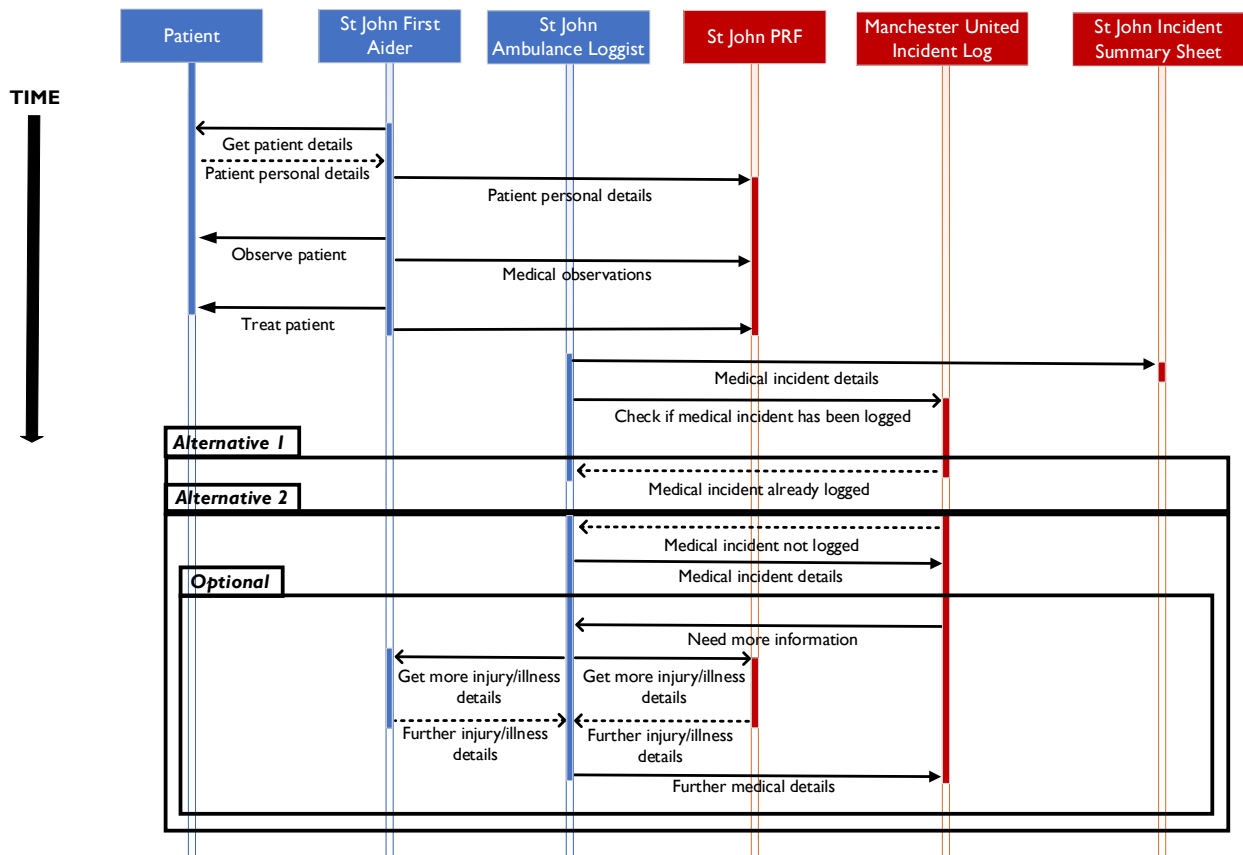 Patient
St John First
Aider
St John
Ambulance Loggist
St John PRF
Manchester United
Incident Log
St John Incident
Summary Sheet
TIME
Get patient details
Patient personal details
Patient personal details
Observe patient
Medical observations
Treat patient
Medical incident details
Check if medical incident has been logged
Alternative 1
Medical incident already logged
Alternative 2
Medical incident not logged
Medical incident details
Optional
Need more information
Get more injury/illness
details
Get more injury/illness
details
Further injury/illness
details
Further injury/illness
details
Further medical details